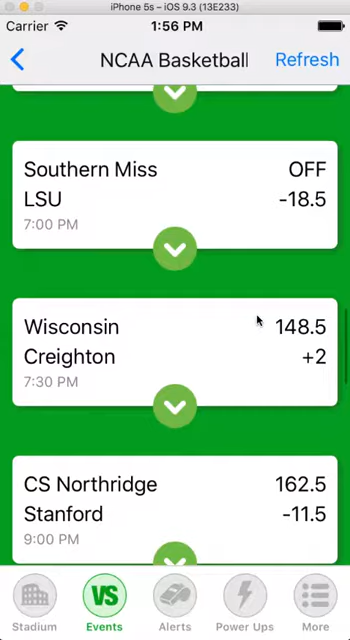 iPhone 5s – iOS 9.3 (13E233)
Carrier 1:56 PM
NCAA Basketball Refresh
Southern Miss OFF
LSU -18.5
7:00 PM
Wisconsin 148.5
Creighton +2
7:30 PM
CS Northridge 162.5
Stanford -11.5
9:00 PM
VS
Stadium Events Alerts Power Ups More